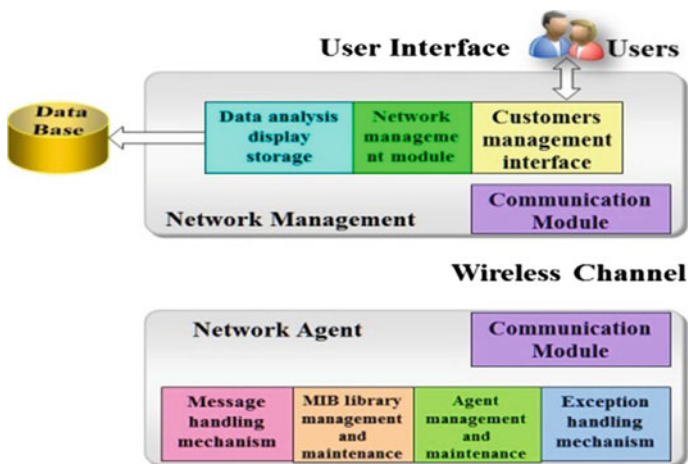 User Interface
Users
Data
Base
Data analysis
display
storage
Network
manageme
nt module
Customers
management
interface
Communication
Module
Network Management
Wireless Channel
Network Agent
Communication
Module
Message
handling
mechanism
MIB library
management
and
maintenance
Agent
management
and
maintenance
Exception
handling
mechanism